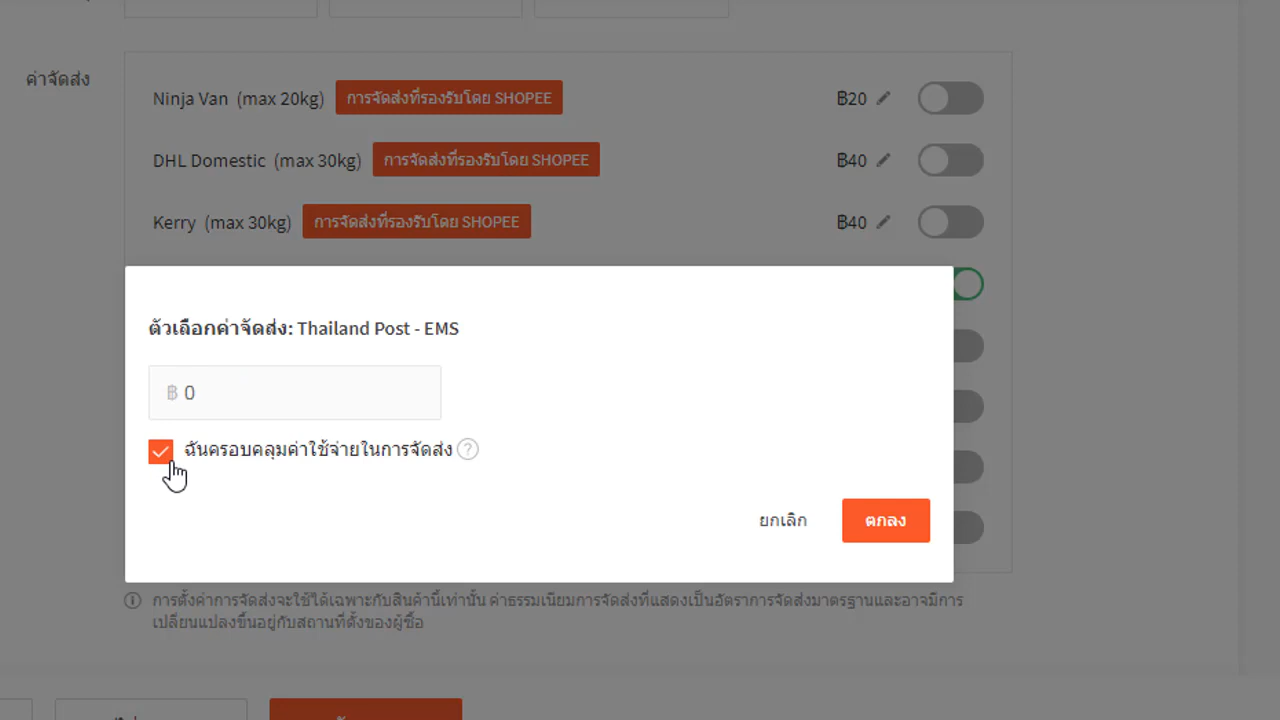 ค่าจัดส่ง
Ninja Van (max 20kg) การจัดส่งที่รองรับโดย SHOPEE ฿20
DHL Domestic (max 30kg) การจัดส่งที่รองรับโดย SHOPEE ฿40
Kerry (max 30kg) การจัดส่งที่รองรับโดย SHOPEE ฿40
ตัวเลือกค่าจัดส่ง: Thailand Post - EMS
฿ 0
ฉันครอบคลุมค่าใช้จ่ายในการจัดส่ง ?
ยกเลิก ตกลง
การตั้งค่าการจัดส่งจะใช้ได้เฉพาะกับสินค้านี้เท่านั้น ค่าธรรมเนียมการจัดส่งที่แสดงเป็นอัตราการจัดส่งมาตรฐานและอาจมีการ
เปลี่ยนแปลงขึ้นอยู่กับสถานที่ตั้งของผู้ซื้อ